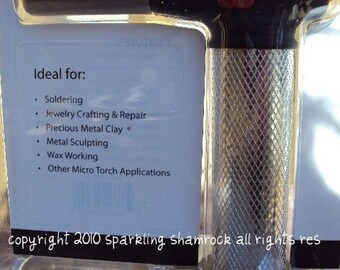 Ideal for:
• Soldering
• Jewelry Crafting & Repair
• Precious Metal Clay ®
• Metal Sculpting
• Wax Working
• Other Micro Torch Applications
copyright 2010 sparkling shamrock all rights res